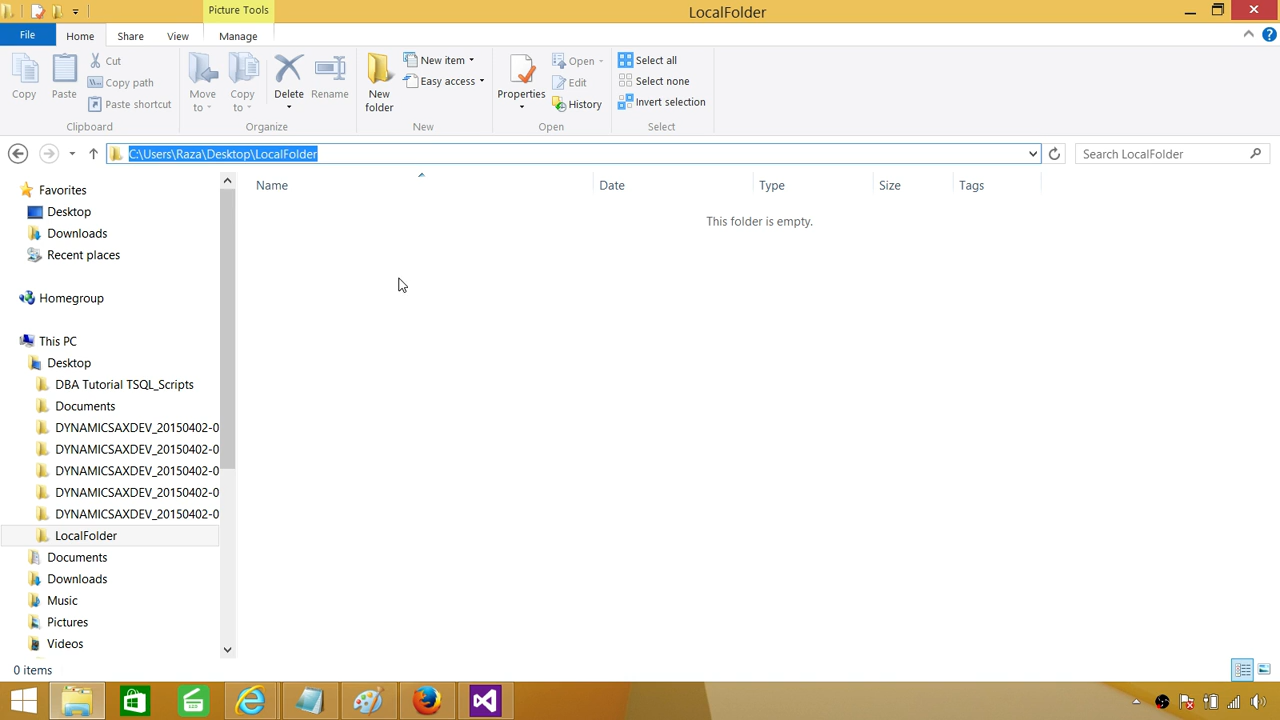 Picture Tools
LocalFolder
File
Home
Share
View
Manage
Copy
Paste
Cut
Copy path
Paste shortcut
Clipboard
Move to
Copy to
Delete
Rename
Organize
New folder
New item
Easy access
New
Properties
Open
Edit
History
Open
Select all
Select none
Invert selection
Select
C:\Users\Raza\Desktop\LocalFolder
Search LocalFolder
Name
Date
Type
Size
Tags
This folder is empty.
Favorites
Desktop
Downloads
Recent places
Homegroup
This PC
Desktop
DBA Tutorial TSQL_Scripts
Documents
DYNAMICSAXDEV_20150402-0
DYNAMICSAXDEV_20150402-0
DYNAMICSAXDEV_20150402-0
DYNAMICSAXDEV_20150402-0
DYNAMICSAXDEV_20150402-0
LocalFolder
Documents
Downloads
Music
Pictures
Videos
0 items